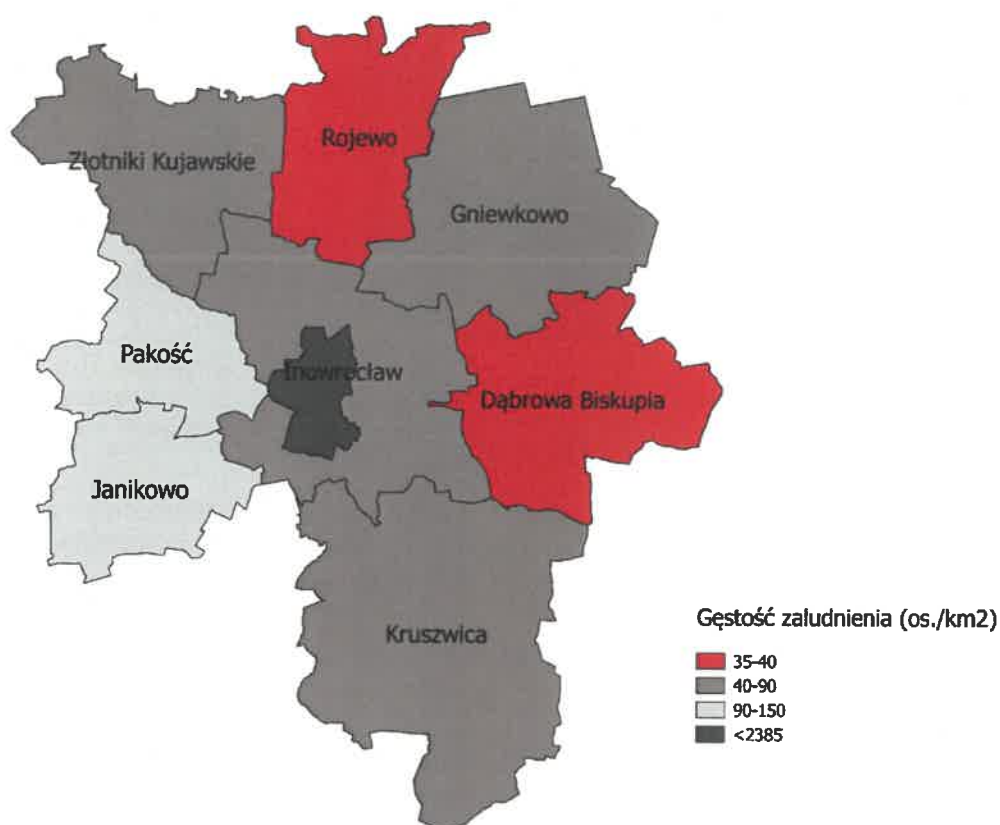 Rojewo
Złotniki Kujawskie
Gniewkowo
Pakość
Inowrocław
Dąbrowa Biskupia
Janikowo
Kruszwica
Gęstość zaludnienia (os./km2)
35-40
40-90
90-150
<2385